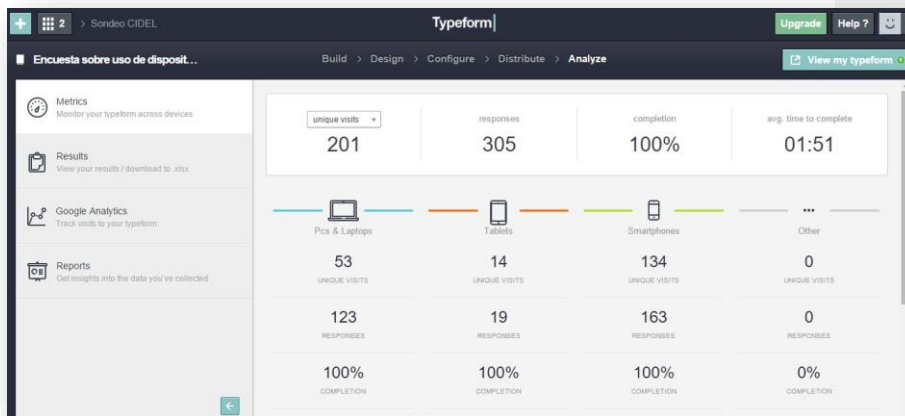 2 > Sondeo CIDEL
Typeform
Upgrade
Help ?
Encuesta sobre uso de disposit...
Build > Design > Configure > Distribute > Analyze
View my typeform
Metrics
Monitor your typeform across devices
Results
View your results / download to .xlsx
Google Analytics
Track visits to your typeform
Reports
Get insights into the data you've collected
unique visits responses completion avg. time to complete
201 305 100% 01:51
Pcs & Laptops Tablets Smartphones Other
53 14 134 0
UNIQUE VISITS UNIQUE VISITS UNIQUE VISITS UNIQUE VISITS
123 19 163 0
RESPONSES RESPONSES RESPONSES RESPONSES
100% 100% 100% 0%
COMPLETION COMPLETION COMPLETION COMPLETION